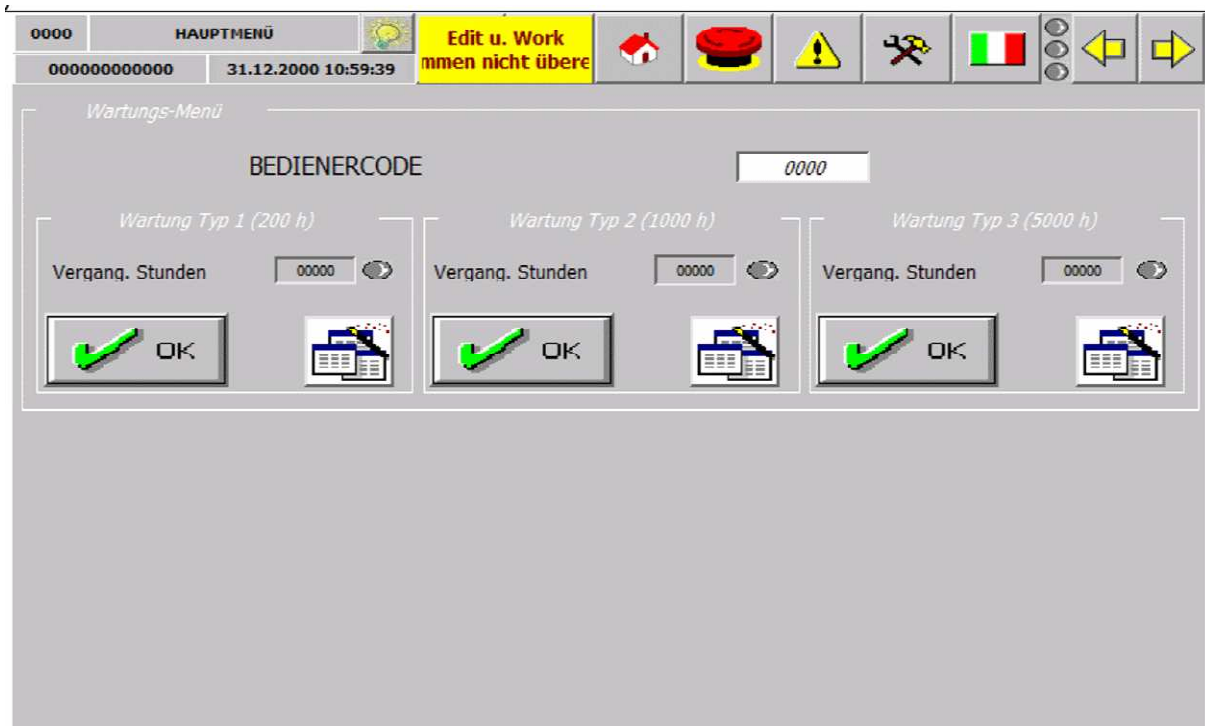 0000 HAUPTMENÜ
000000000000 31.12.2000 10:59:39
Edit u. Work
mmen nicht übere
Wartungs-Menü
BEDIENERCODE 0000
Wartung Typ 1 (200 h)
Vergang. Stunden 00000
OK
Wartung Typ 2 (1000 h)
Vergang. Stunden 00000
OK
Wartung Typ 3 (5000 h)
Vergang. Stunden 00000
OK